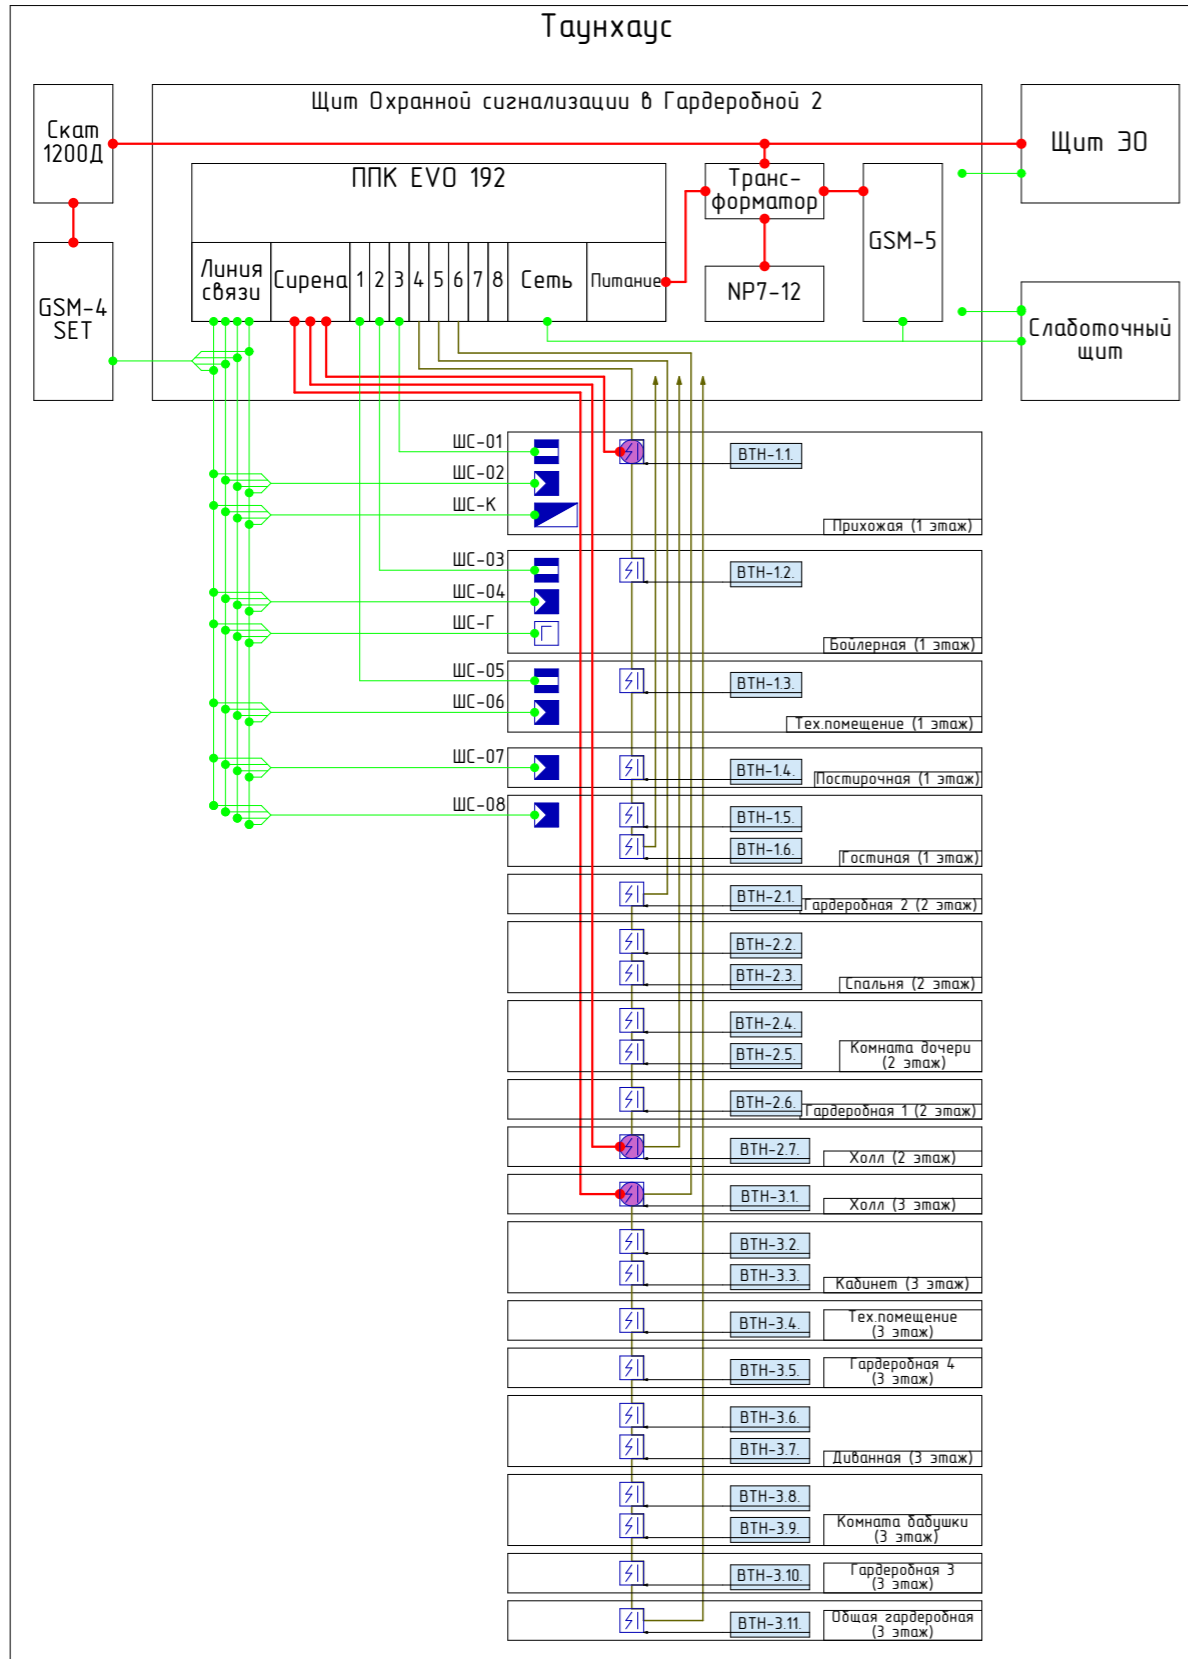 Таунхаус
Щит Охранной сигнализации в Гардеробной 2
Скат
1200Д
Щит ЭО
ППК EVO 192
Транс-
форматор
GSM-5
Линия
связи
Сирена
1
2
3
4
5
6
7
8
Сеть
Питание
NP7-12
GSM-4
SET
Слаботочный
щит
ШС-01
ВТН-1.1.
ШС-02
ШС-К
Прихожая (1 этаж)
ШС-03
ВТН-1.2.
ШС-04
ШС-Г
Бойлерная (1 этаж)
ШС-05
ВТН-1.3.
ШС-06
Тех.помещение (1 этаж)
ШС-07
ВТН-1.4.
Постирочная (1 этаж)
ШС-08
ВТН-1.5.
ВТН-1.6.
Гостиная (1 этаж)
ВТН-2.1.
Гардеробная 2 (2 этаж)
ВТН-2.2.
ВТН-2.3.
Спальня (2 этаж)
ВТН-2.4.
ВТН-2.5.
Комната дочери
(2 этаж)
ВТН-2.6.
Гардеробная 1 (2 этаж)
ВТН-2.7.
Холл (2 этаж)
ВТН-3.1.
Холл (3 этаж)
ВТН-3.2.
ВТН-3.3.
Кабинет (3 этаж)
ВТН-3.4.
Тех.помещение
(3 этаж)
ВТН-3.5.
Гардеробная 4
(3 этаж)
ВТН-3.6.
ВТН-3.7.
Диванная (3 этаж)
ВТН-3.8.
ВТН-3.9.
Комната бабушки
(3 этаж)
ВТН-3.10.
Гардеробная 3
(3 этаж)
ВТН-3.11.
Общая гардеробная
(3 этаж)